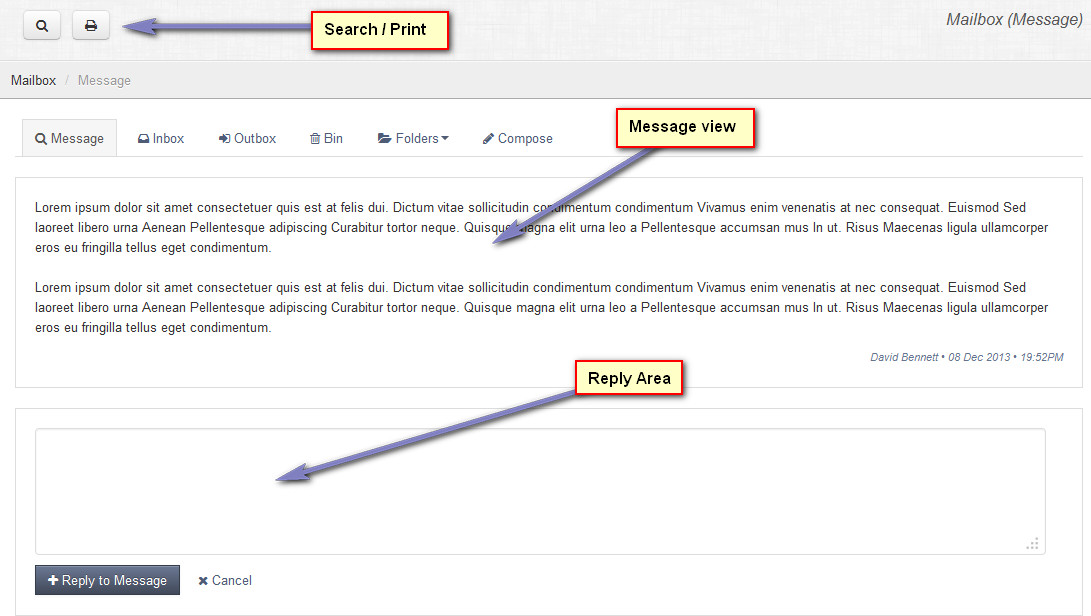 Search / Print
Mailbox (Message)
Mailbox / Message
Message view
Message Inbox Outbox Bin Folders Compose
Lorem ipsum dolor sit amet consectetuer quis est at felis dui. Dictum vitae sollicitudin condimentum condimentum Vivamus enim venenatis at nec consequat. Euismod Sed
laoreet libero urna Aenean Pellentesque adipiscing Curabitur tortor neque. Quisque magna elit urna leo a Pellentesque accumsan mus In ut. Risus Maecenas ligula ullamcorper
eros eu fringilla tellus eget condimentum.
Lorem ipsum dolor sit amet consectetuer quis est at felis dui. Dictum vitae sollicitudin condimentum condimentum Vivamus enim venenatis at nec consequat. Euismod Sed
laoreet libero urna Aenean Pellentesque adipiscing Curabitur tortor neque. Quisque magna elit urna leo a Pellentesque accumsan mus In ut. Risus Maecenas ligula ullamcorper
eros eu fringilla tellus eget condimentum.
David Bennett • 08 Dec 2013 • 19:52PM
Reply Area
Reply to Message Cancel